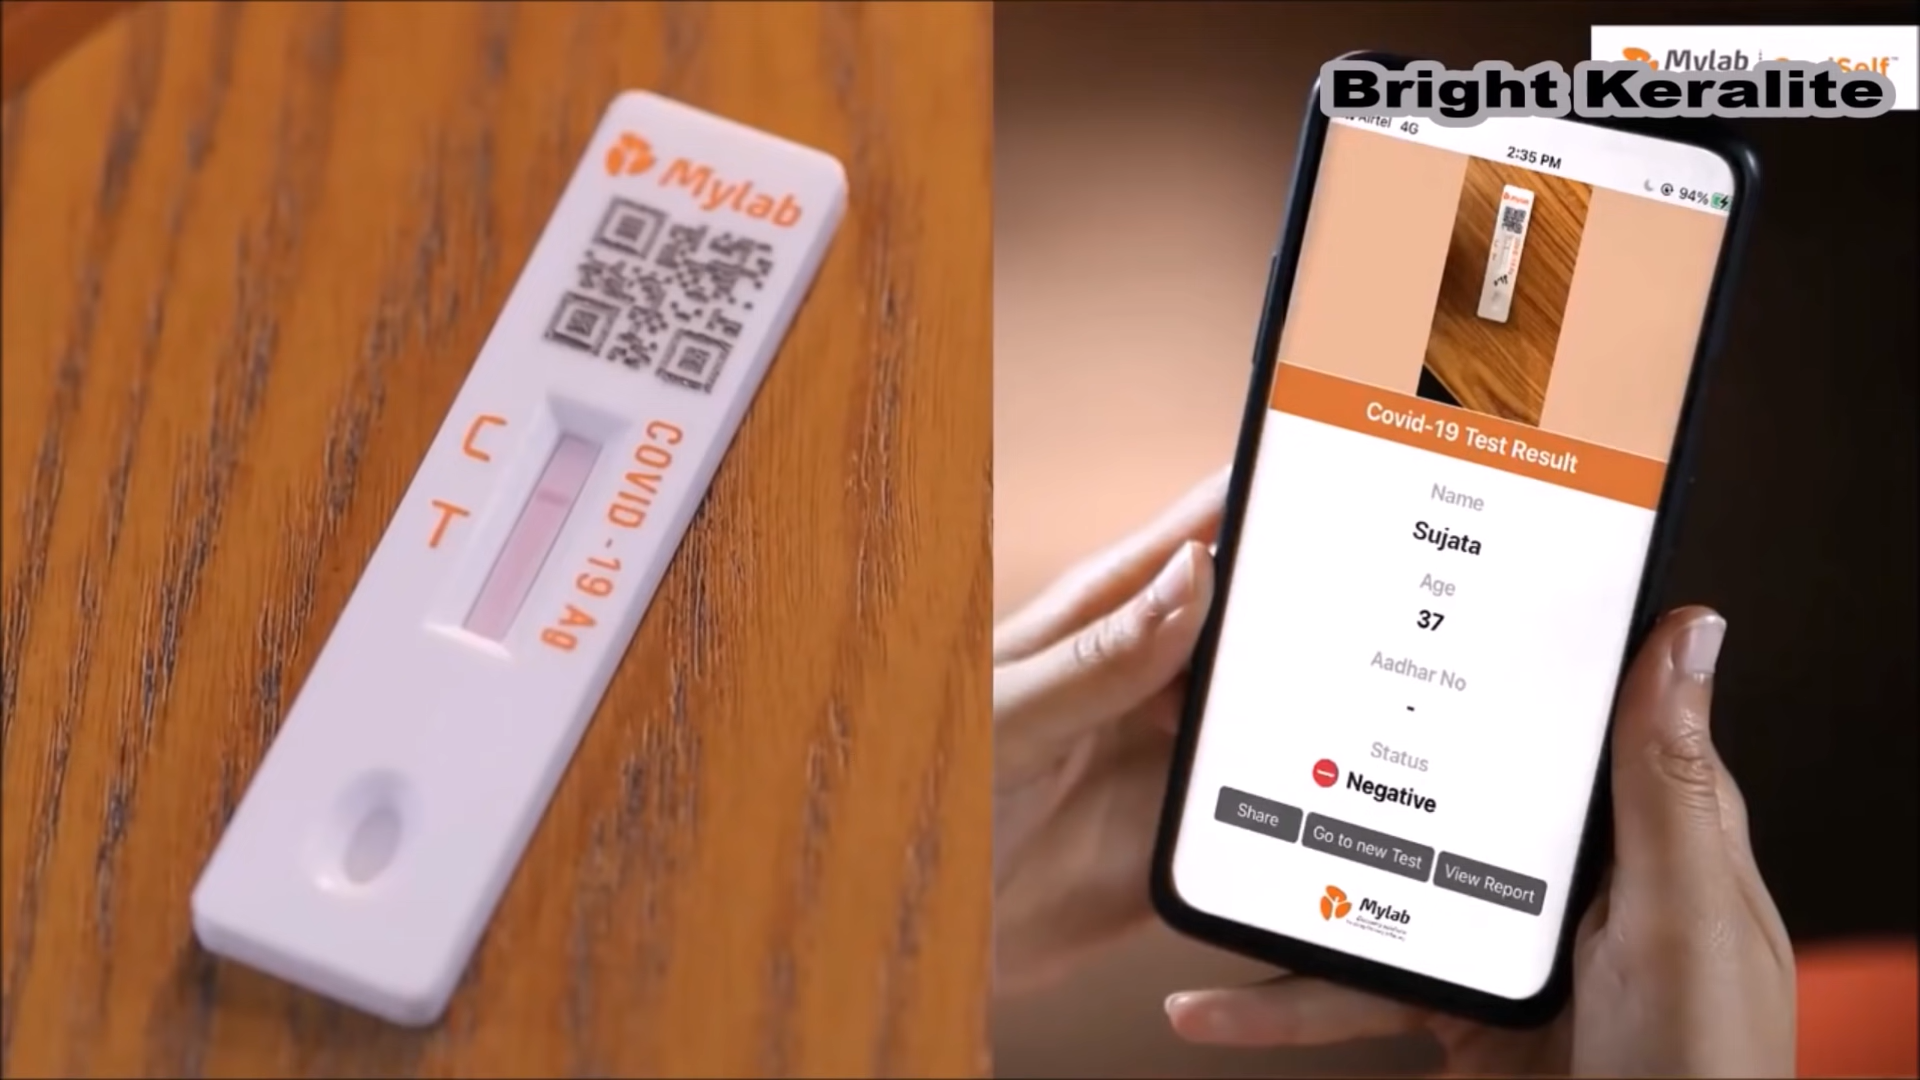 Mylab
C
T
COVID-19 Ag
Mylab
Self
Bright Keralite
Airtel 4G
2:35 PM
94%
Covid-19 Test Result
Name
Sujata
Age
37
Aadhar No
-
Status
Negative
Share
Go to new Test
View Report
Mylab